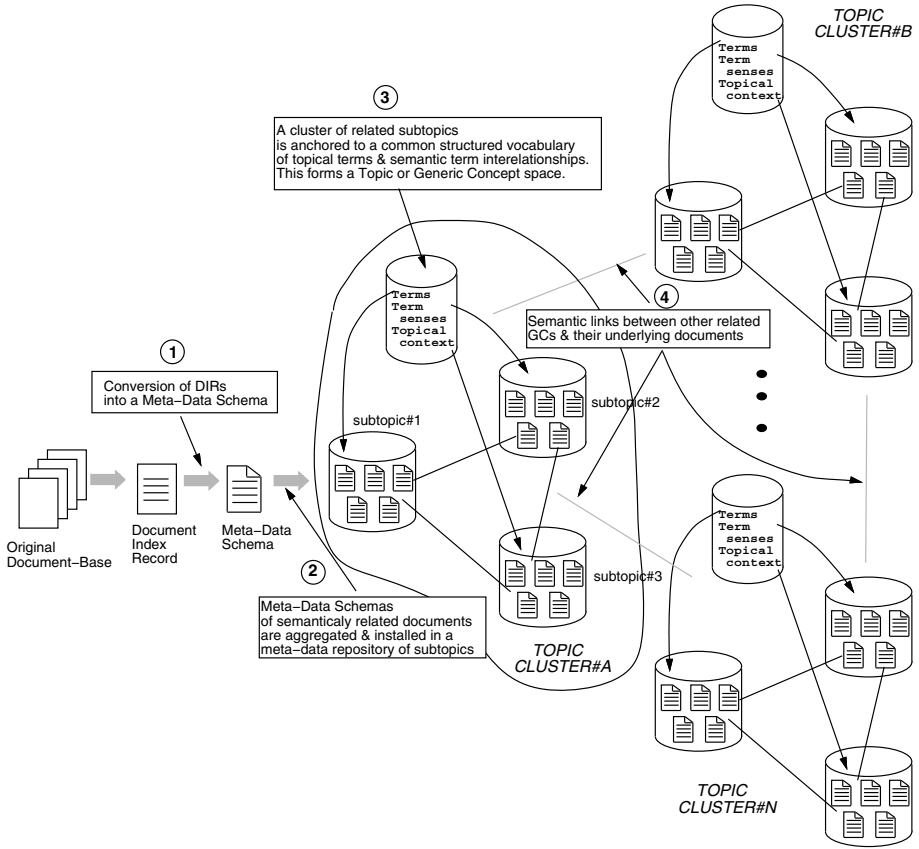 TOPIC
CLUSTER#B
Terms
Term
senses
Topical
context
3
A cluster of related subtopics
is anchored to a common structured vocabulary
of topical terms & semantic term interelationships.
This forms a Topic or Generic Concept space.
Terms
Term
senses
Topical
context
4
Semantic links between other related
GCs & their underlying documents
1
Conversion of DIRs
into a Meta−Data Schema
subtopic#1
subtopic#2
Original
Document−Base
Document
Index
Record
Meta−Data
Schema
2
Meta−Data Schemas
of semanticaly related documents
are aggregated & installed in a
meta−data repository of subtopics
subtopic#3
TOPIC
CLUSTER#A
Terms
Term
senses
Topical
context
TOPIC
CLUSTER#N